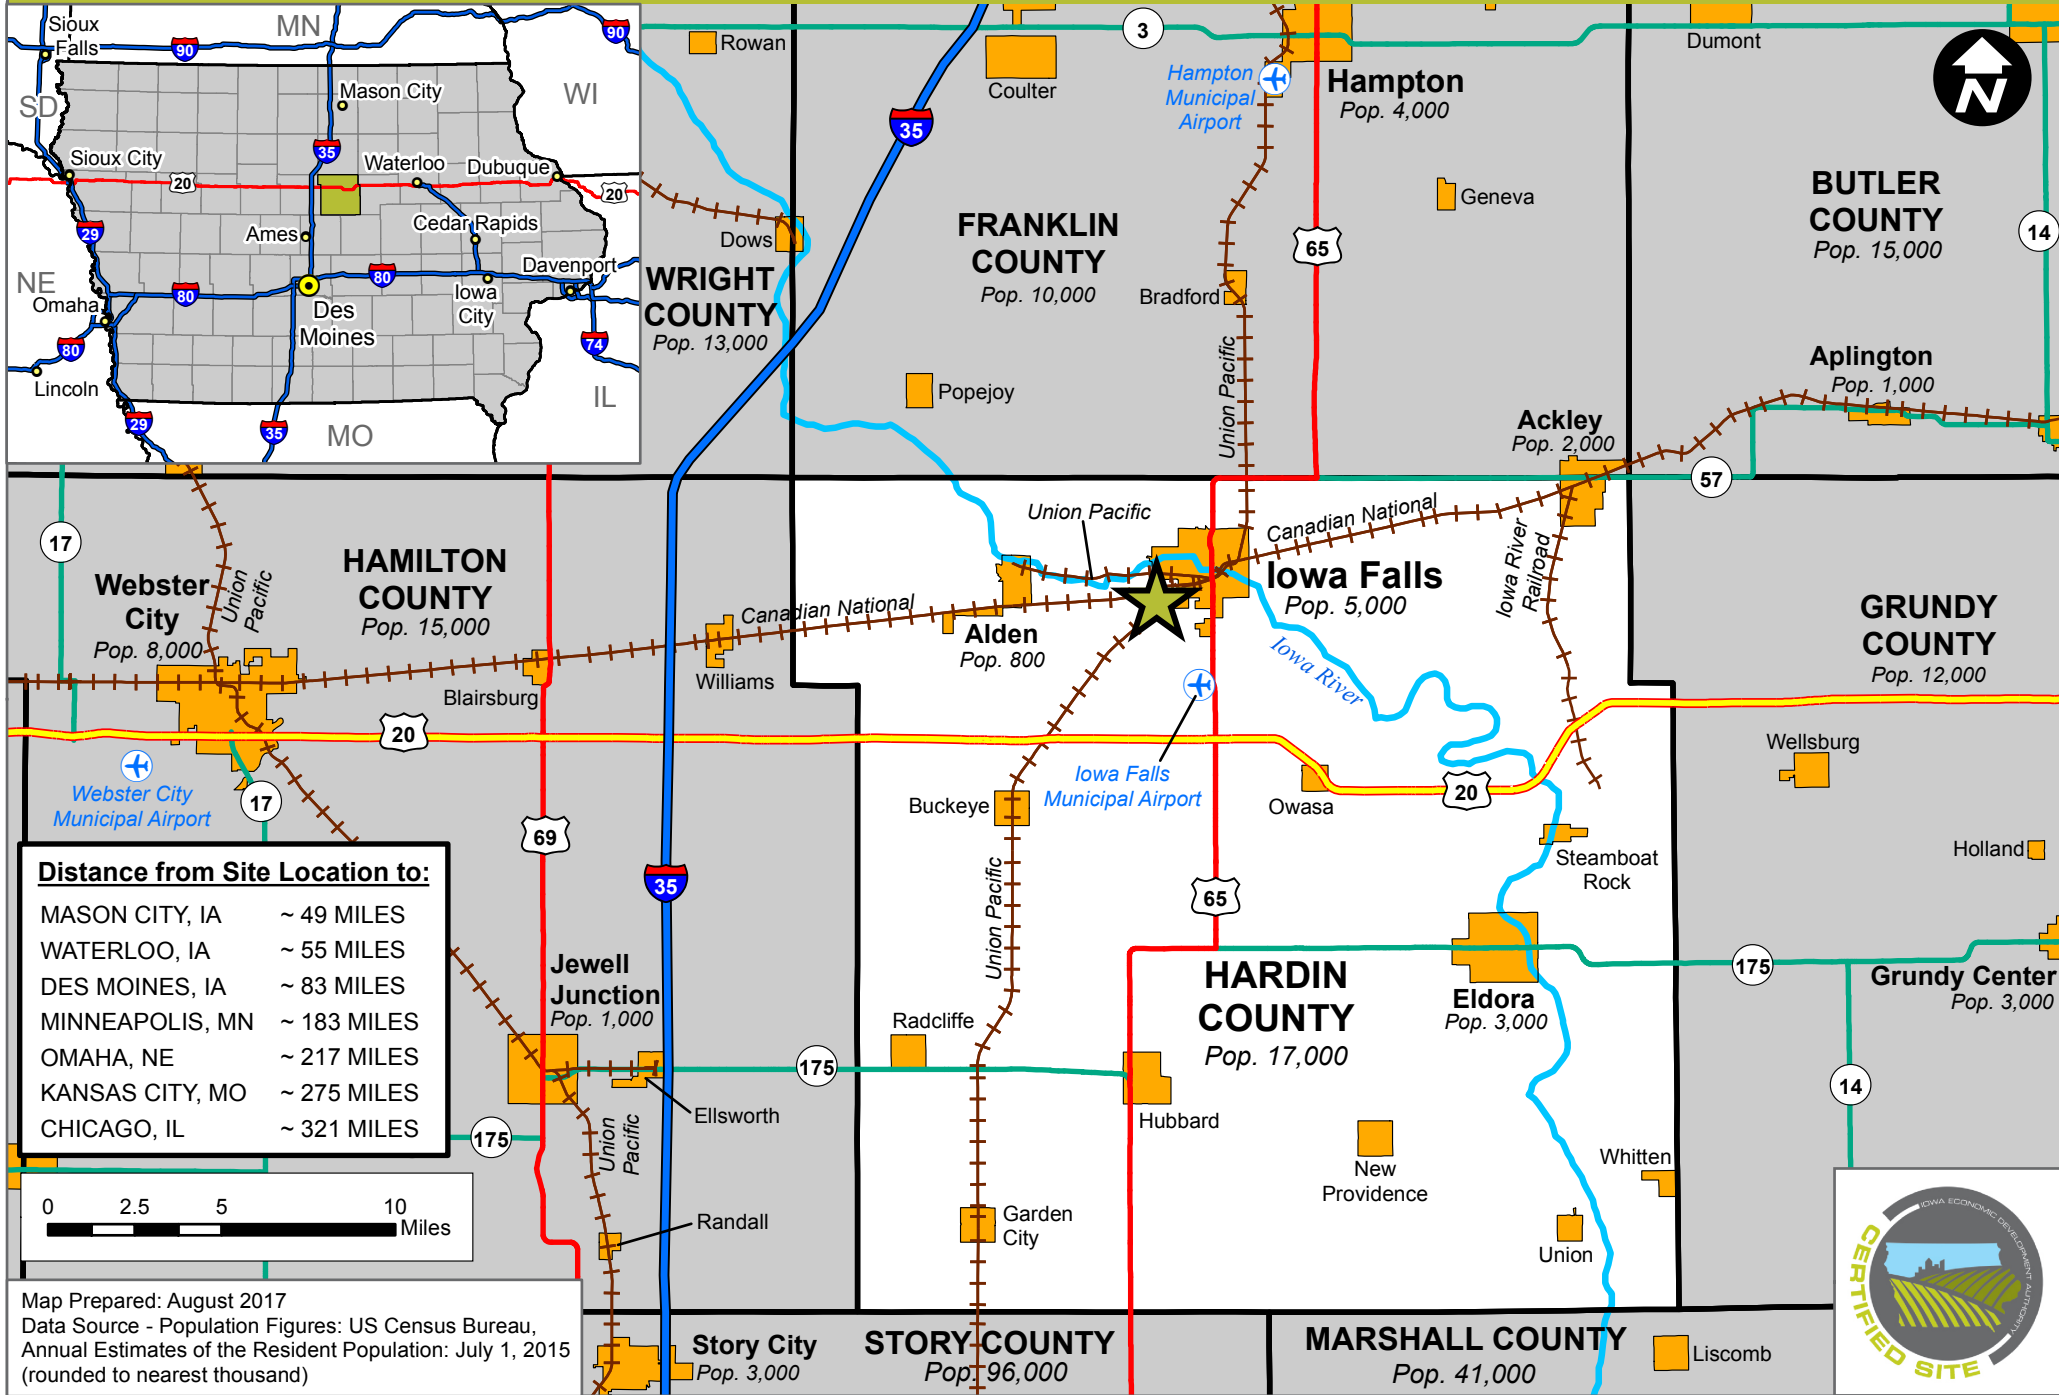 Sioux
Falls
MN
90
90
SD
Mason City
WI
35
Sioux City
20
Waterloo
Dubuque
20
29
Ames
Cedar Rapids
NE
Omaha
80
80
Davenport
Des
Moines
Iowa
City
80
74
Lincoln
29
35
MO
IL
Rowan
3
Coulter
Hampton
Municipal
Airport
Hampton
Pop. 4,000
Dumont
N
35
Geneva
BUTLER
COUNTY
Pop. 15,000
14
Dows
FRANKLIN
COUNTY
Pop. 10,000
65
WRIGHT
COUNTY
Pop. 13,000
Bradford
Union Pacific
Popejoy
Aplington
Pop. 1,000
Ackley
Pop. 2,000
57
17
Union Pacific
Canadian National
Iowa River
Railroad
HAMILTON
COUNTY
Pop. 15,000
Webster
City
Pop. 8,000
Union
Pacific
Canadian National
Alden
Pop. 800
Iowa Falls
Pop. 5,000
GRUNDY
COUNTY
Pop. 12,000
Iowa River
Blairsburg
Williams
20
Webster City
Municipal Airport
17
69
35
Iowa Falls
Municipal Airport
Buckeye
Owasa
20
Wellsburg
Steamboat
Rock
Holland
Union Pacific
65
Distance from Site Location to:
MASON CITY, IA ~ 49 MILES
WATERLOO, IA ~ 55 MILES
DES MOINES, IA ~ 83 MILES
MINNEAPOLIS, MN ~ 183 MILES
OMAHA, NE ~ 217 MILES
KANSAS CITY, MO ~ 275 MILES
CHICAGO, IL ~ 321 MILES
Jewell
Junction
Pop. 1,000
HARDIN
COUNTY
Pop. 17,000
Eldora
Pop. 3,000
175
Grundy Center
Pop. 3,000
Radcliffe
175
Ellsworth
Hubbard
14
175
Union
Pacific
New
Providence
Whitten
Randall
Garden
City
Union
0 2.5 5 10
Miles
Map Prepared: August 2017
Data Source - Population Figures: US Census Bureau,
Annual Estimates of the Resident Population: July 1, 2015
(rounded to nearest thousand)
Story City
Pop. 3,000
STORY COUNTY
Pop. 96,000
MARSHALL COUNTY
Pop. 41,000
Liscomb
IOWA ECONOMIC DEVELOPMENT AUTHORITY
CERTIFIED SITE